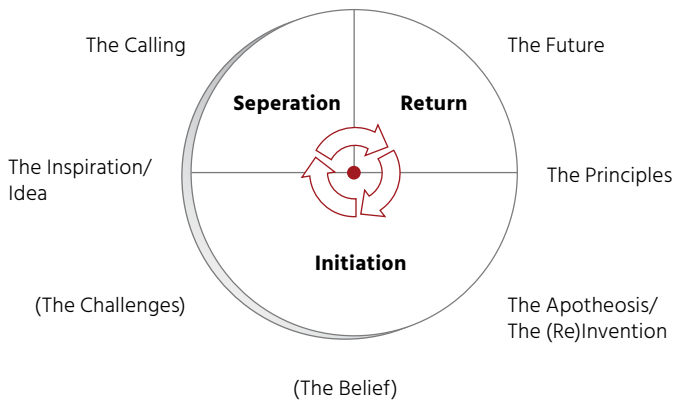 The Calling
The Future
Seperation
Return
The Inspiration/
Idea
The Principles
Initiation
(The Challenges)
The Apotheosis/
The (Re)Invention
(The Belief)